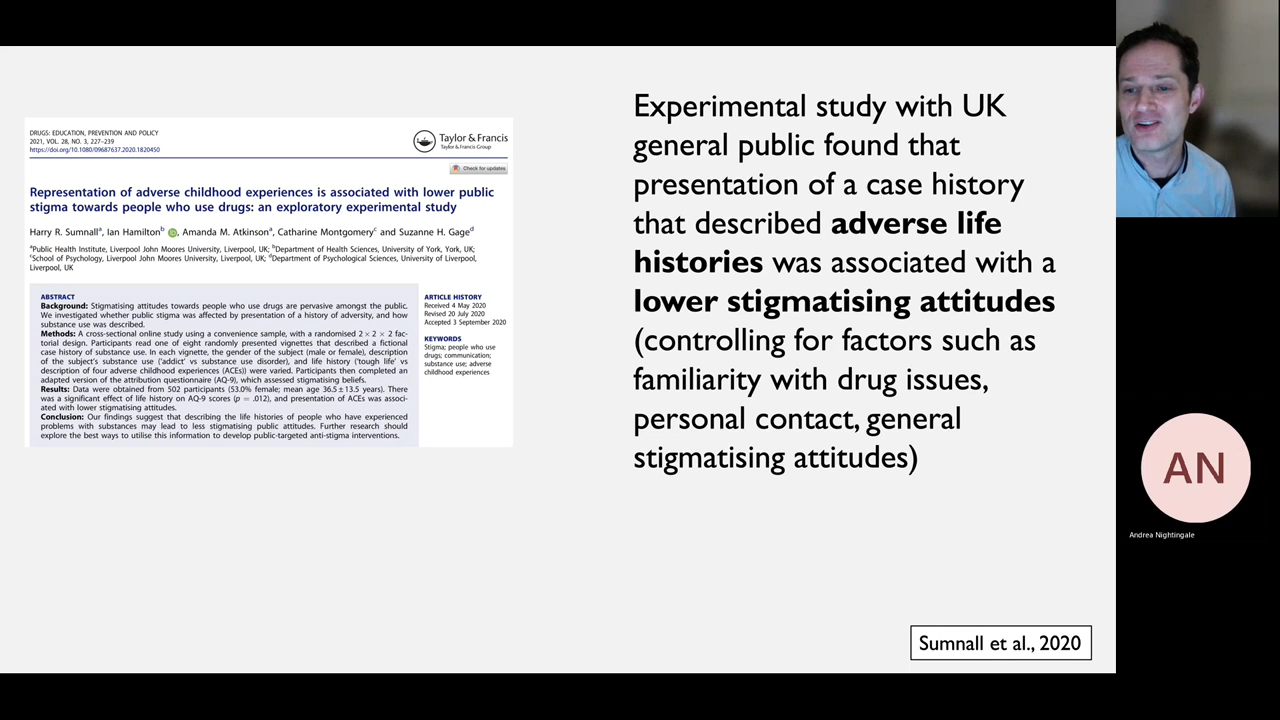 DRUGS: EDUCATION, PREVENTION AND POLICY
2021, VOL. 28, NO. 3, 227–239
https://doi.org/10.1080/09687637.2020.1820450
Taylor & Francis
Taylor & Francis Group
Check for updates
Representation of adverse childhood experiences is associated with lower public
stigma towards people who use drugs: an exploratory experimental study
Harry R. Sumnallᵃ, Ian Hamiltonᵇ iD, Amanda M. Atkinsonᵃ, Catharine Montgomeryᶜ and Suzanne H. Gageᵈ
ᵃPublic Health Institute, Liverpool John Moores University, Liverpool, UK; ᵇDepartment of Health Sciences, University of York, York, UK;
ᶜSchool of Psychology, Liverpool John Moores University, Liverpool, UK; ᵈDepartment of Psychological Sciences, University of Liverpool,
Liverpool, UK
ABSTRACT
Background: Stigmatising attitudes towards people who use drugs are pervasive amongst the public.
We investigated whether public stigma was affected by presentation of a history of adversity, and how
substance use was described.
Methods: A cross-sectional online study using a convenience sample, with a randomised 2 × 2 × 2 fac-
torial design. Participants read one of eight randomly presented vignettes that described a fictional
case history of substance use. In each vignette, the gender of the subject (male or female), description
of the subject's substance use ('addict' vs substance use disorder), and life history ('tough life' vs
description of four adverse childhood experiences (ACEs)) were varied. Participants then completed an
adapted version of the attribution questionnaire (AQ-9), which assessed stigmatising beliefs.
Results: Data were obtained from 502 participants (53.0% female; mean age 36.5 ± 13.5 years). There
was a significant effect of life history on AQ-9 scores (p = .012), and presentation of ACEs was associ-
ated with lower stigmatising attitudes.
Conclusion: Our findings suggest that describing the life histories of people who have experienced
problems with substances may lead to less stigmatising public attitudes. Further research should
explore the best ways to utilise this information to develop public-targeted anti-stigma interventions.
ARTICLE HISTORY
Received 4 May 2020
Revised 20 July 2020
Accepted 3 September 2020
KEYWORDS
Stigma; people who use
drugs; communication;
substance use; adverse
childhood experiences
Experimental study with UK
general public found that
presentation of a case history
that described adverse life
histories was associated with a
lower stigmatising attitudes
(controlling for factors such as
familiarity with drug issues,
personal contact, general
stigmatising attitudes)
Sumnall et al., 2020
AN
Andrea Nightingale